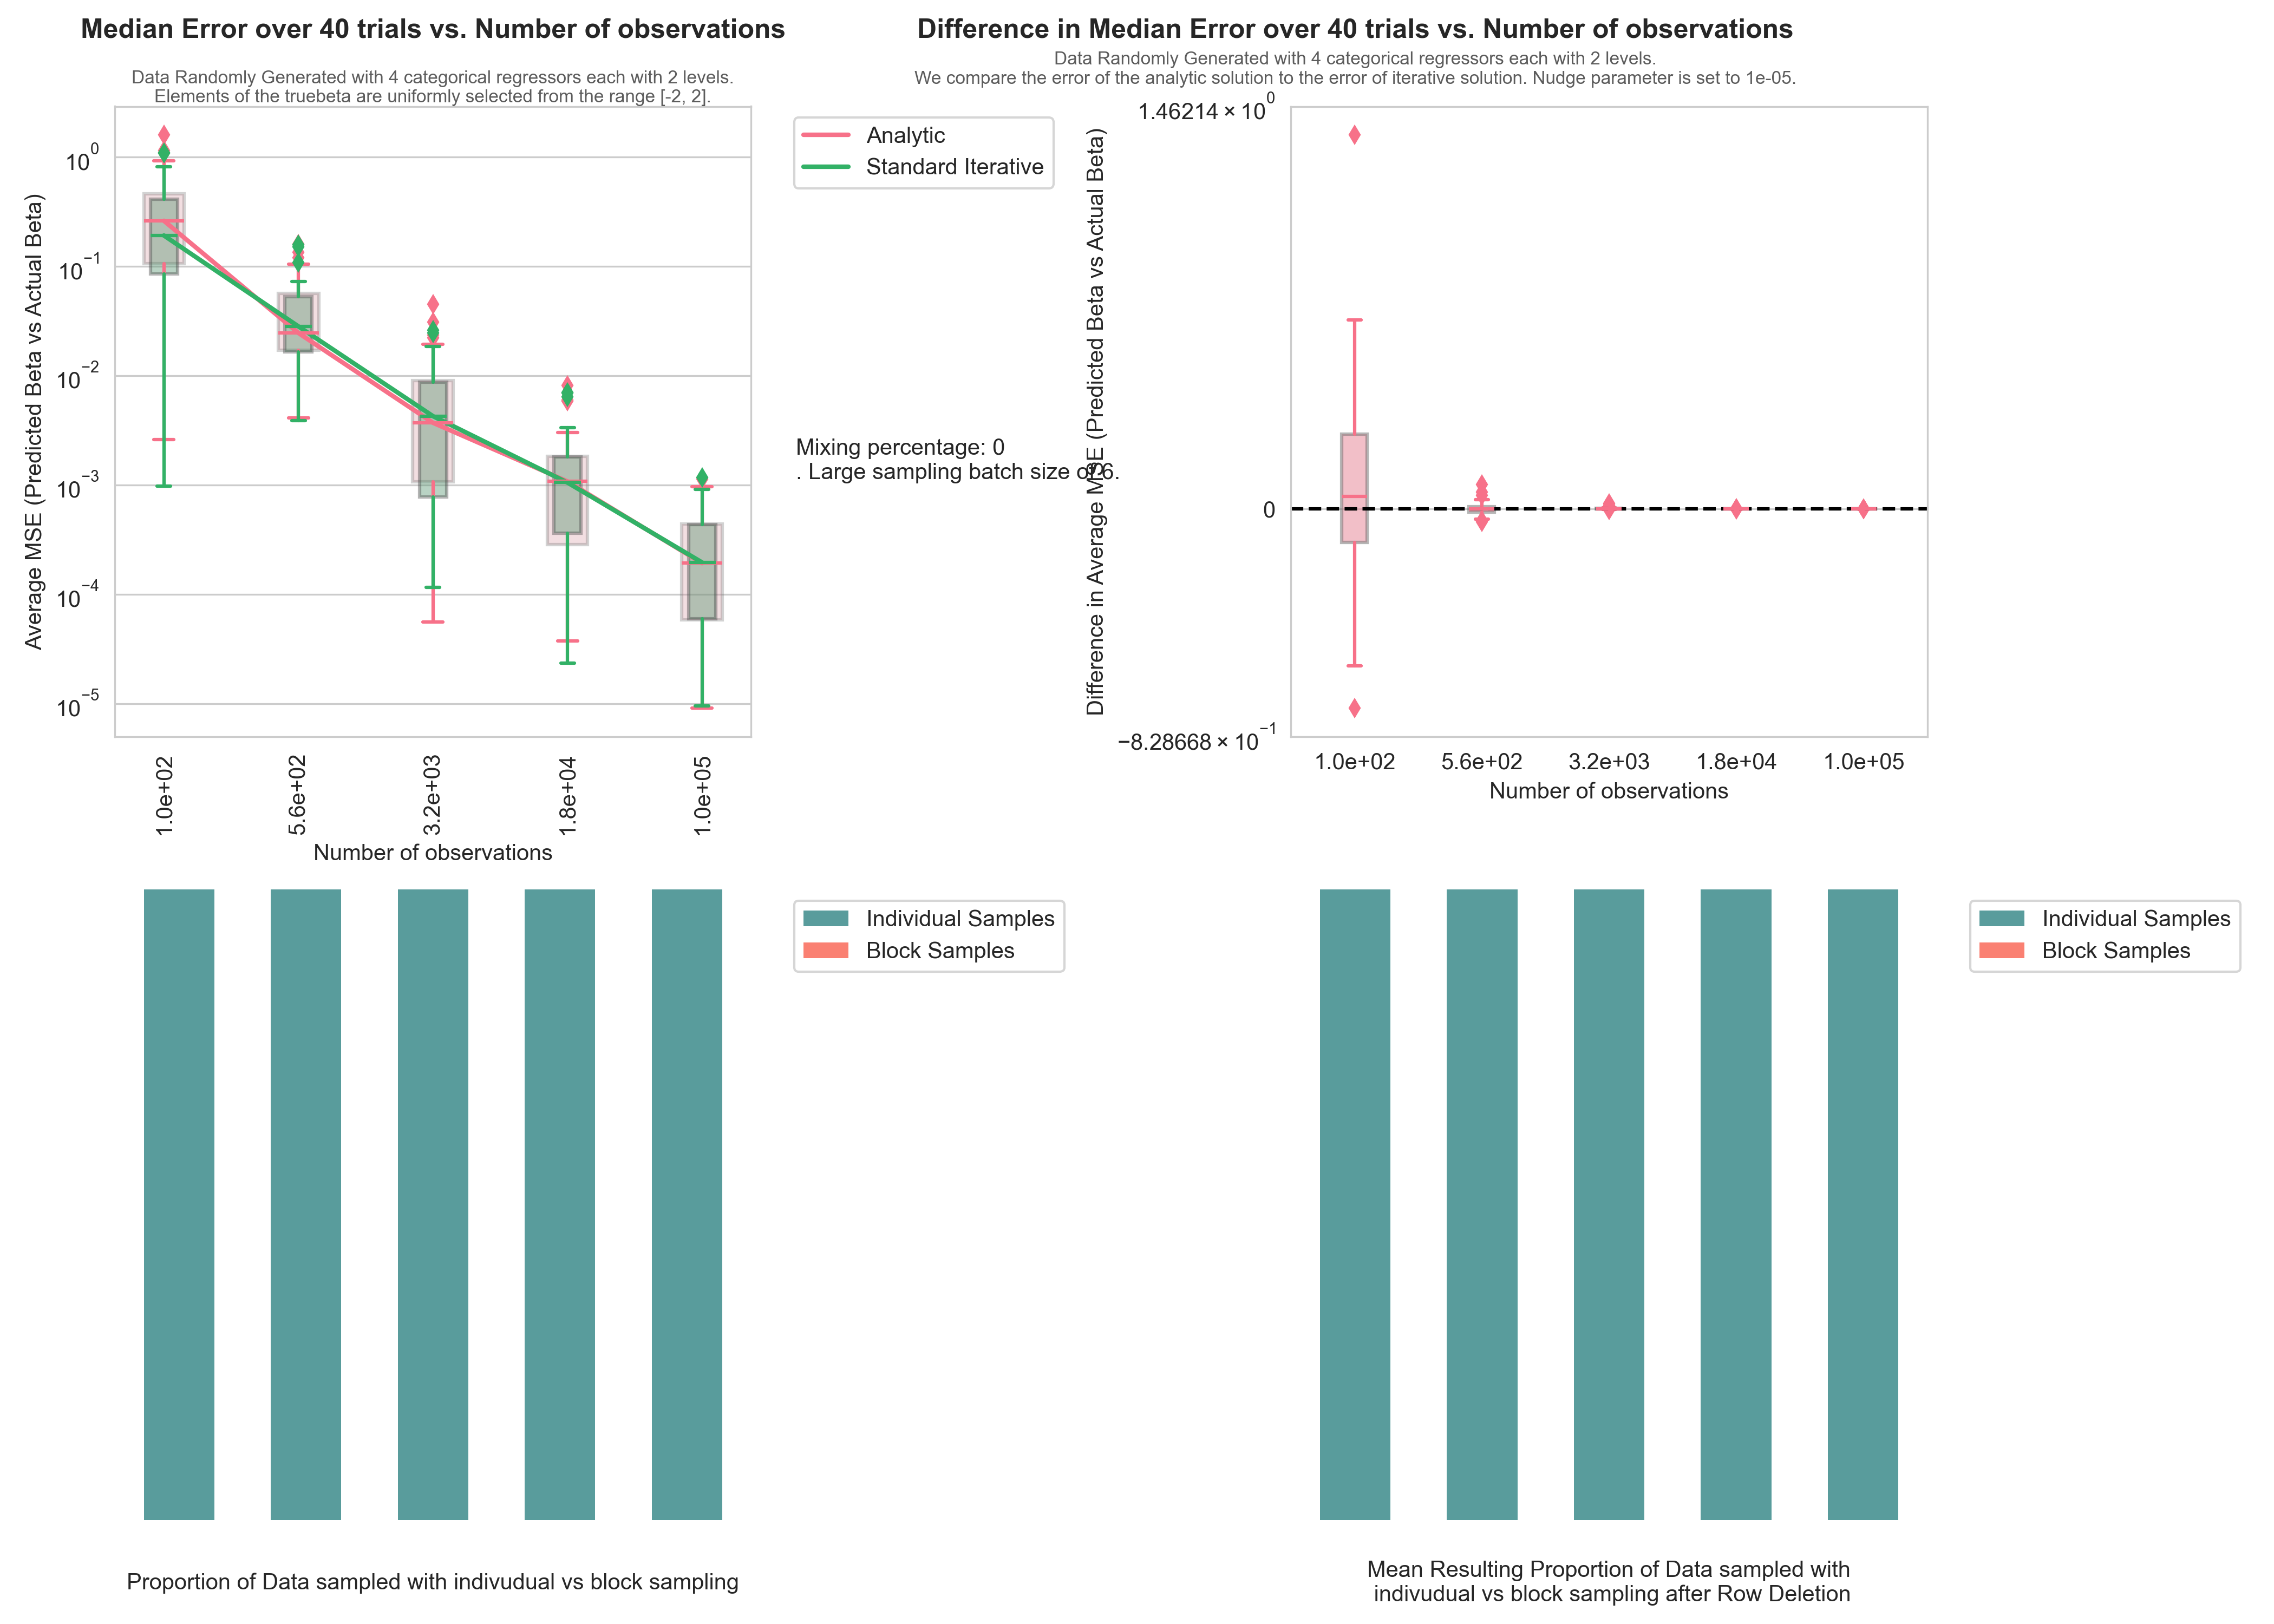 Median Error over 40 trials vs. Number of observations
Data Randomly Generated with 4 categorical regressors each with 2 levels.
Elements of the truebeta are uniformly selected from the range [-2, 2].
Average MSE (Predicted Beta vs Actual Beta)
10⁰
10⁻¹
10⁻²
10⁻³
10⁻⁴
10⁻⁵
1.0e+02
5.6e+02
3.2e+03
1.8e+04
1.0e+05
Number of observations
Analytic
Standard Iterative
Mixing percentage: 0
. Large sampling batch size of 6.
Difference in Median Error over 40 trials vs. Number of observations
Data Randomly Generated with 4 categorical regressors each with 2 levels.
We compare the error of the analytic solution to the error of iterative solution. Nudge parameter is set to 1e-05.
Difference in Average MSE (Predicted Beta vs Actual Beta)
1.46214 × 10⁰
0
−8.28668 × 10⁻¹
1.0e+02
5.6e+02
3.2e+03
1.8e+04
1.0e+05
Number of observations
Individual Samples
Block Samples
Proportion of Data sampled with indivudual vs block sampling
Individual Samples
Block Samples
Mean Resulting Proportion of Data sampled with
indivudual vs block sampling after Row Deletion